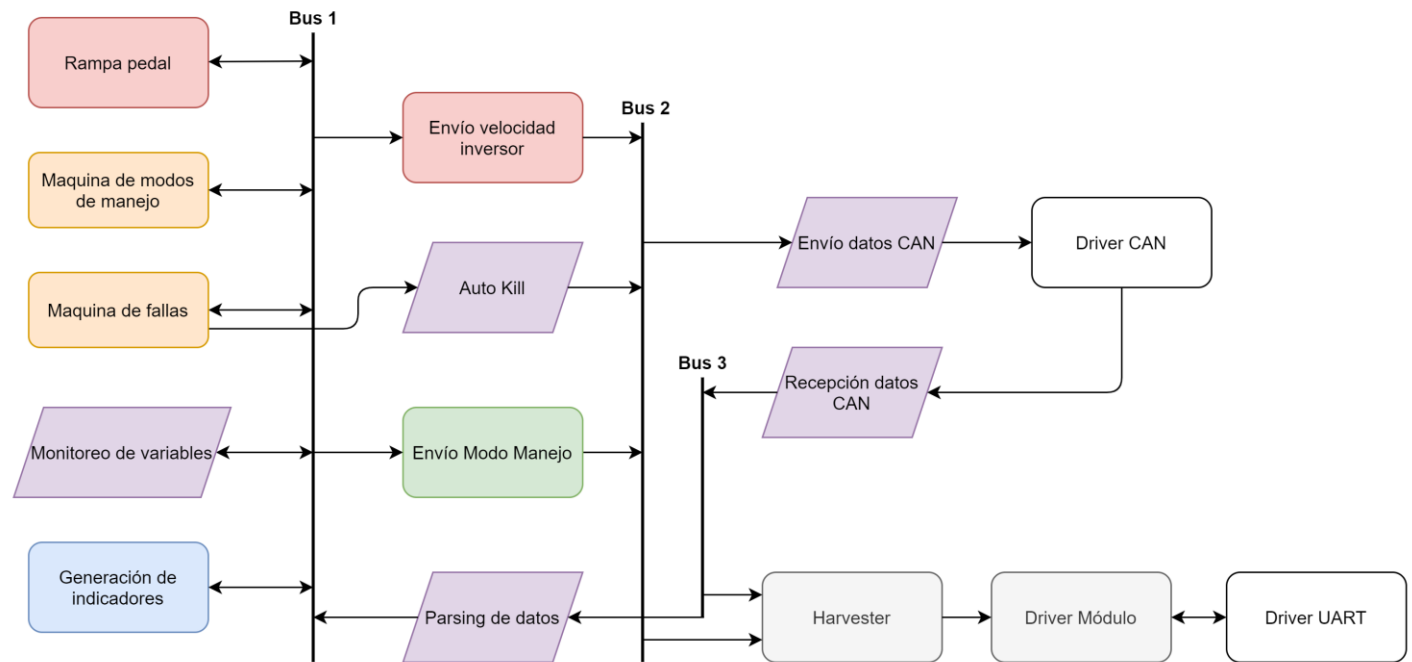 Bus 1
Rampa pedal
Envío velocidad
inversor
Bus 2
Maquina de modos
de manejo
Envío datos CAN
Driver CAN
Auto Kill
Maquina de fallas
Bus 3
Recepción datos
CAN
Monitoreo de variables
Envío Modo Manejo
Generación de
indicadores
Parsing de datos
Harvester
Driver Módulo
Driver UART